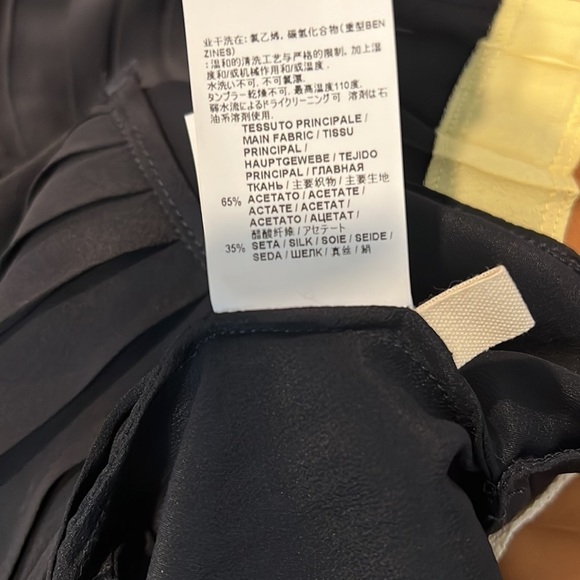 业干洗在: 氯乙烯, 碳氢化合物(重型BEN
ZINES)
: 温和的清洗工艺与严格的限制, 加上湿
度和/或机械作用和/或温度.
水洗不可, 不可氯漂.
タンブラー乾燥不可, 最高温度110度,
弱水流によるドライクリーニング可 溶剤は石
油系溶剤使用.
TESSUTO PRINCIPALE /
MAIN FABRIC / TISSU
PRINCIPAL /
HAUPTGEWEBE / TEJIDO
PRINCIPAL / ГЛАВНАЯ
ТКАНЬ / 主要织物 / 主要生地
65% ACETATO / ACETATE /
ACTATE / ACETAT /
ACETATO / АЦЕТАТ /
醋酸纤维 / アセテート
35% SETA / SILK / SOIE / SEIDE /
SEDA / ШЕЛК / 真丝 / 絹